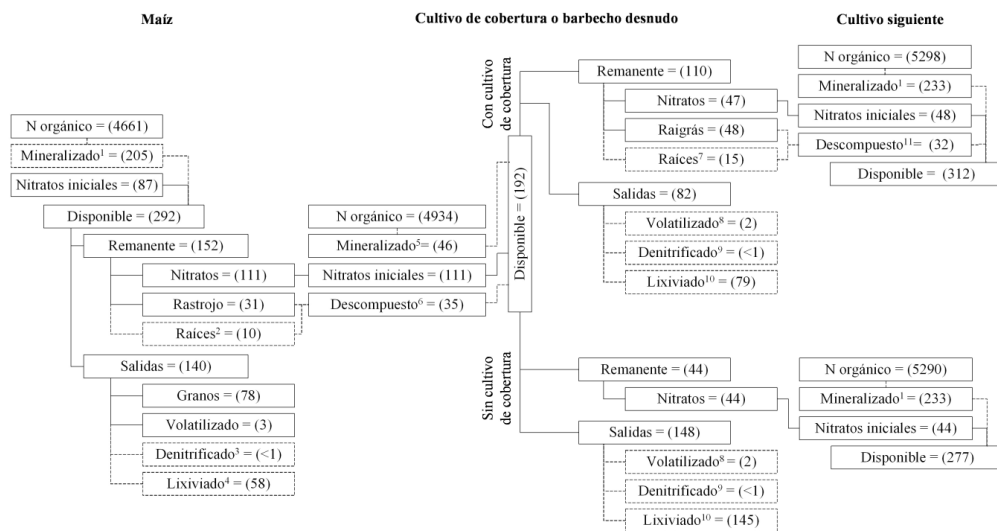 Maíz
Cultivo de cobertura o barbecho desnudo
Cultivo siguiente
N orgánico = (4661)
Mineralizado¹ = (205)
Nitratos iniciales = (87)
Disponible = (292)
Remanente = (152)
Nitratos = (111)
Rastrojo = (31)
Raíces² = (10)
Salidas = (140)
Granos = (78)
Volatilizado = (3)
Denitrificado³ = (<1)
Lixiviado⁴ = (58)
N orgánico = (4934)
Mineralizado⁵= (46)
Nitratos iniciales = (111)
Descompuesto⁶ = (35)
Disponible = (192)
Con cultivo
de cobertura
Remanente = (110)
Nitratos = (47)
Raigrás = (48)
Raíces⁷ = (15)
Salidas = (82)
Volatilizado⁸ = (2)
Denitrificado⁹ = (<1)
Lixiviado¹⁰ = (79)
N orgánico = (5298)
Mineralizado¹ = (233)
Nitratos iniciales = (48)
Descompuesto¹¹= (32)
Disponible = (312)
Sin cultivo
de cobertura
Remanente = (44)
Nitratos = (44)
Salidas = (148)
Volatilizado⁸ = (2)
Denitrificado⁹ = (<1)
Lixiviado¹⁰ = (145)
N orgánico = (5290)
Mineralizado¹ = (233)
Nitratos iniciales = (44)
Disponible = (277)